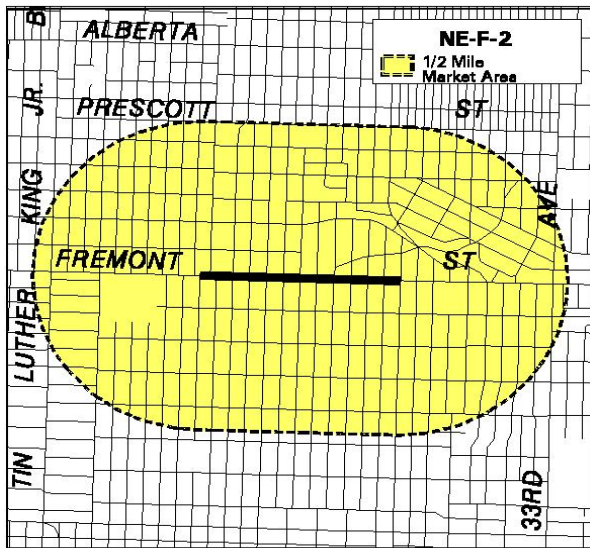 ALBERTA
NE-F-2
1/2 Mile
Market Area
PRESCOTT ST
FREMONT ST
TIN LUTHER KING JR. B
33RD AVE